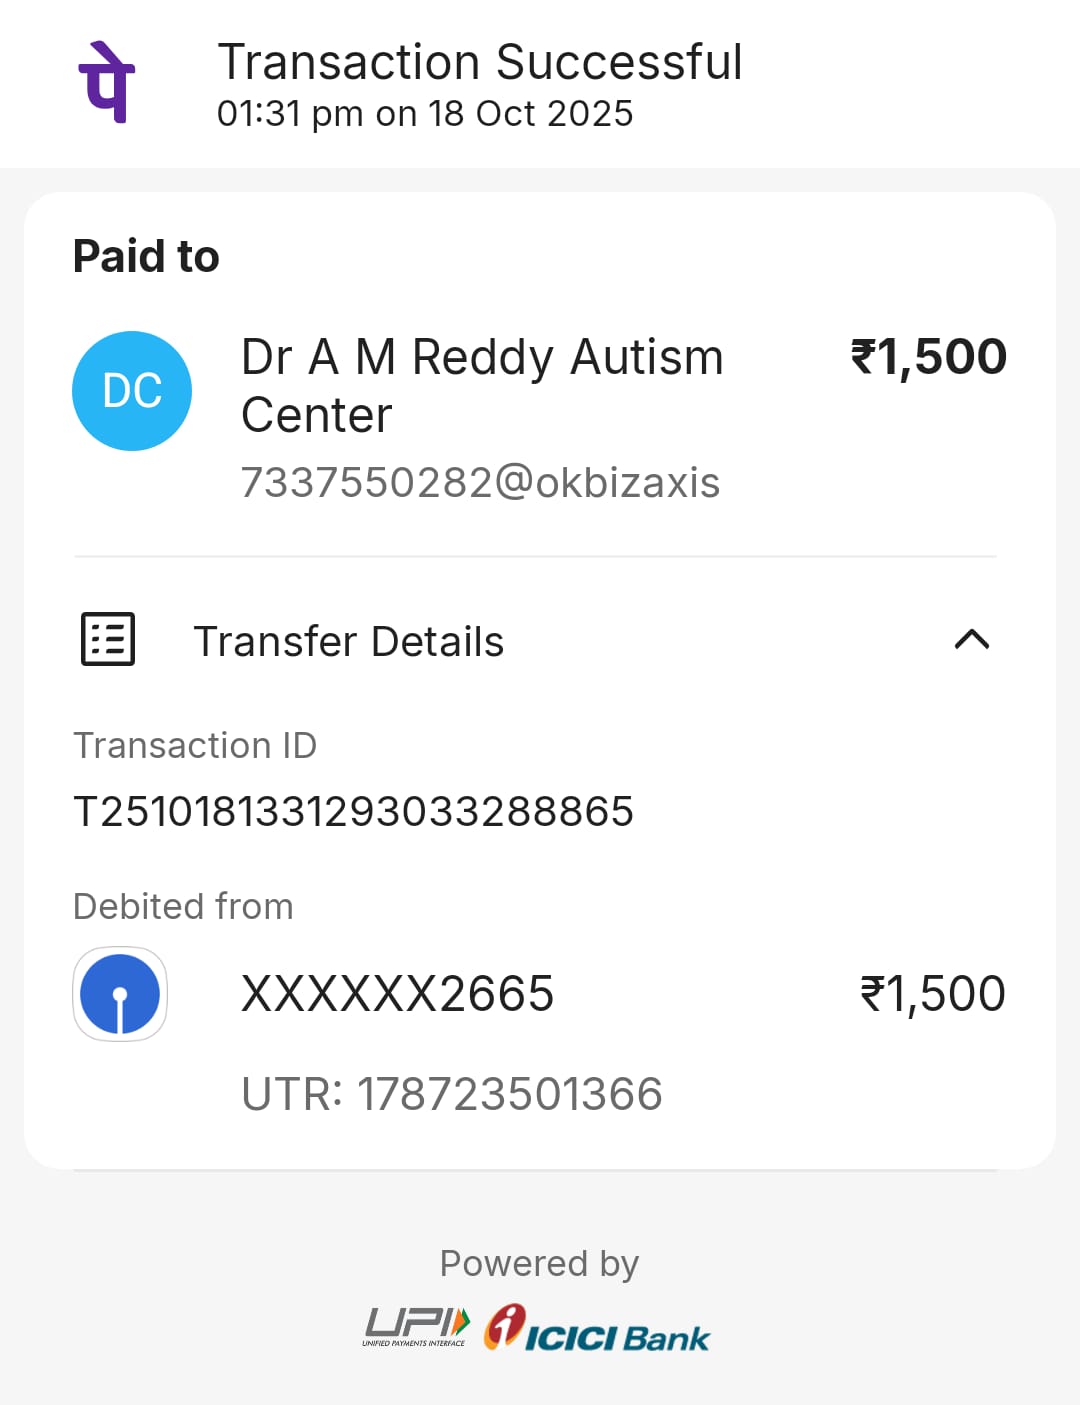 पे
Transaction Successful
01:31 pm on 18 Oct 2025
Paid to
DC
Dr A M Reddy Autism
Center
₹1,500
7337550282@okbizaxis
Transfer Details
Transaction ID
T2510181331293033288865
Debited from
XXXXXX2665
₹1,500
UTR: 178723501366
Powered by
UPI
UNIFIED PAYMENTS INTERFACE
ICICI Bank